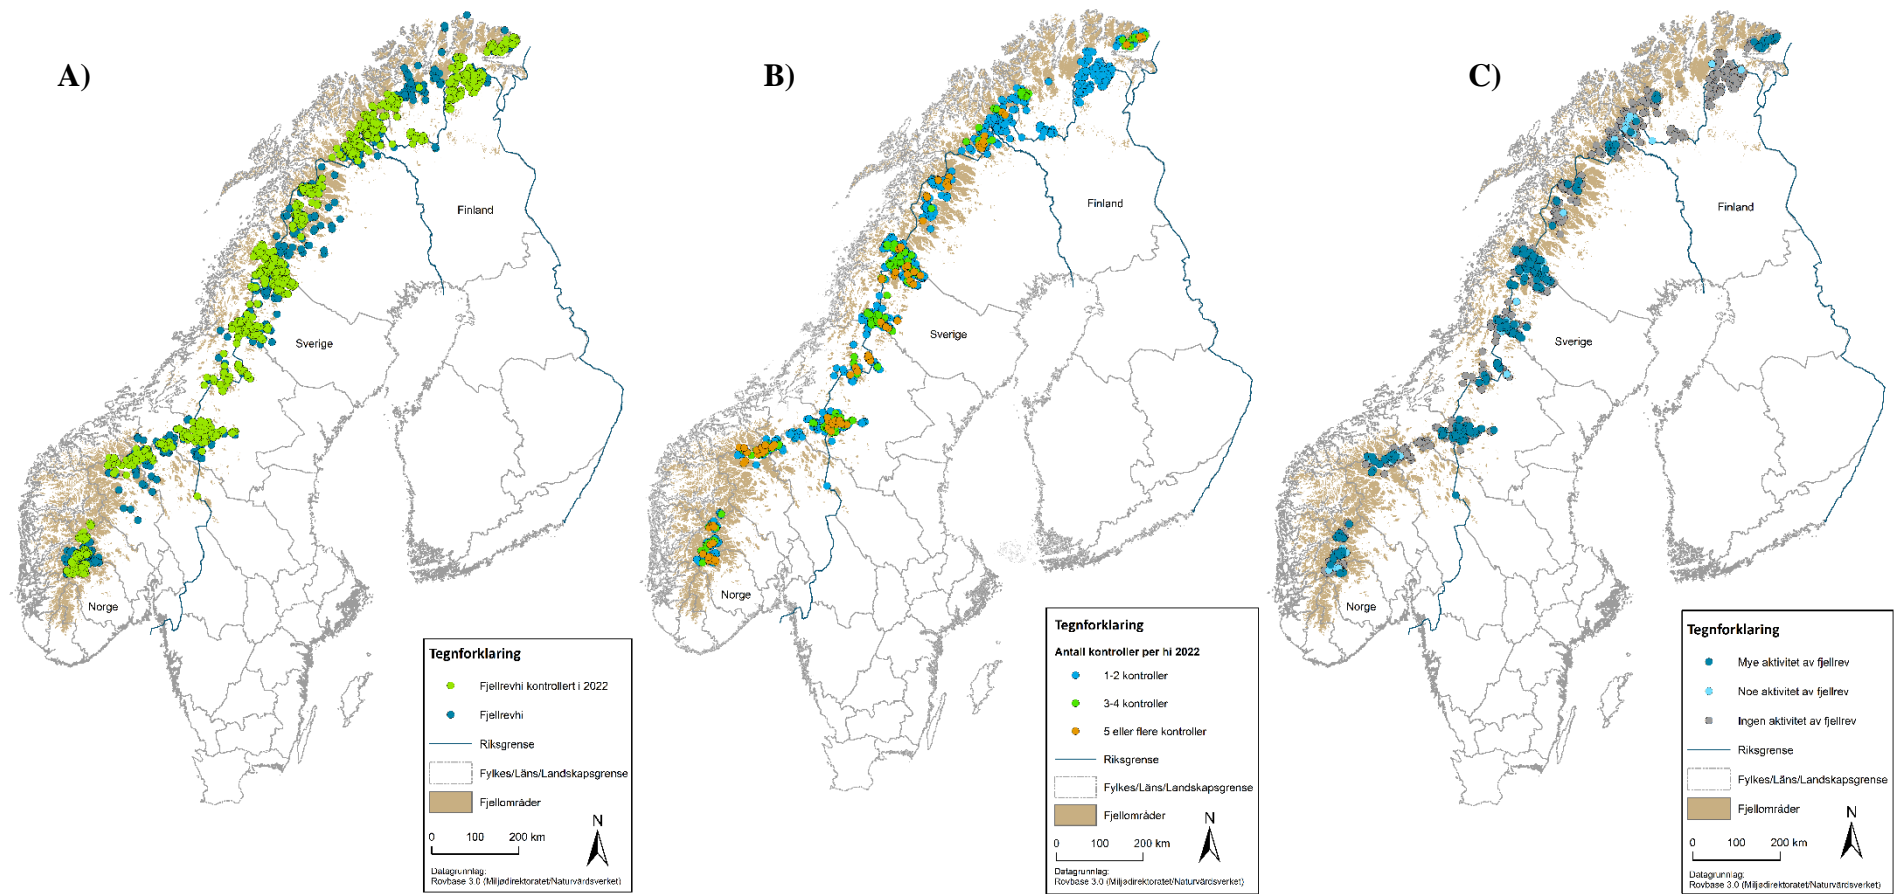 A)
Finland
Sverige
Norge
Tegnforklaring
Fjellrevhi kontrollert i 2022
Fjellrevhi
Riksgrense
Fylkes/Läns/Landskapsgrense
Fjellområder
0 100 200 km
N
Datagrunnlag:
Rovbase 3.0 (Miljødirektoratet/Naturvårdsverket)
B)
Finland
Sverige
Norge
Tegnforklaring
Antall kontroller per hi 2022
1-2 kontroller
3-4 kontroller
5 eller flere kontroller
Riksgrense
Fylkes/Läns/Landskapsgrense
Fjellområder
0 100 200 km
N
Datagrunnlag:
Rovbase 3.0 (Miljødirektoratet/Naturvårdsverket)
C)
Finland
Sverige
Norge
Tegnforklaring
Mye aktivitet av fjellrev
Noe aktivitet av fjellrev
Ingen aktivitet av fjellrev
Riksgrense
Fylkes/Läns/Landskapsgrense
Fjellområder
0 100 200 km
N
Datagrunnlag:
Rovbase 3.0 (Miljødirektoratet/Naturvårdsverket)